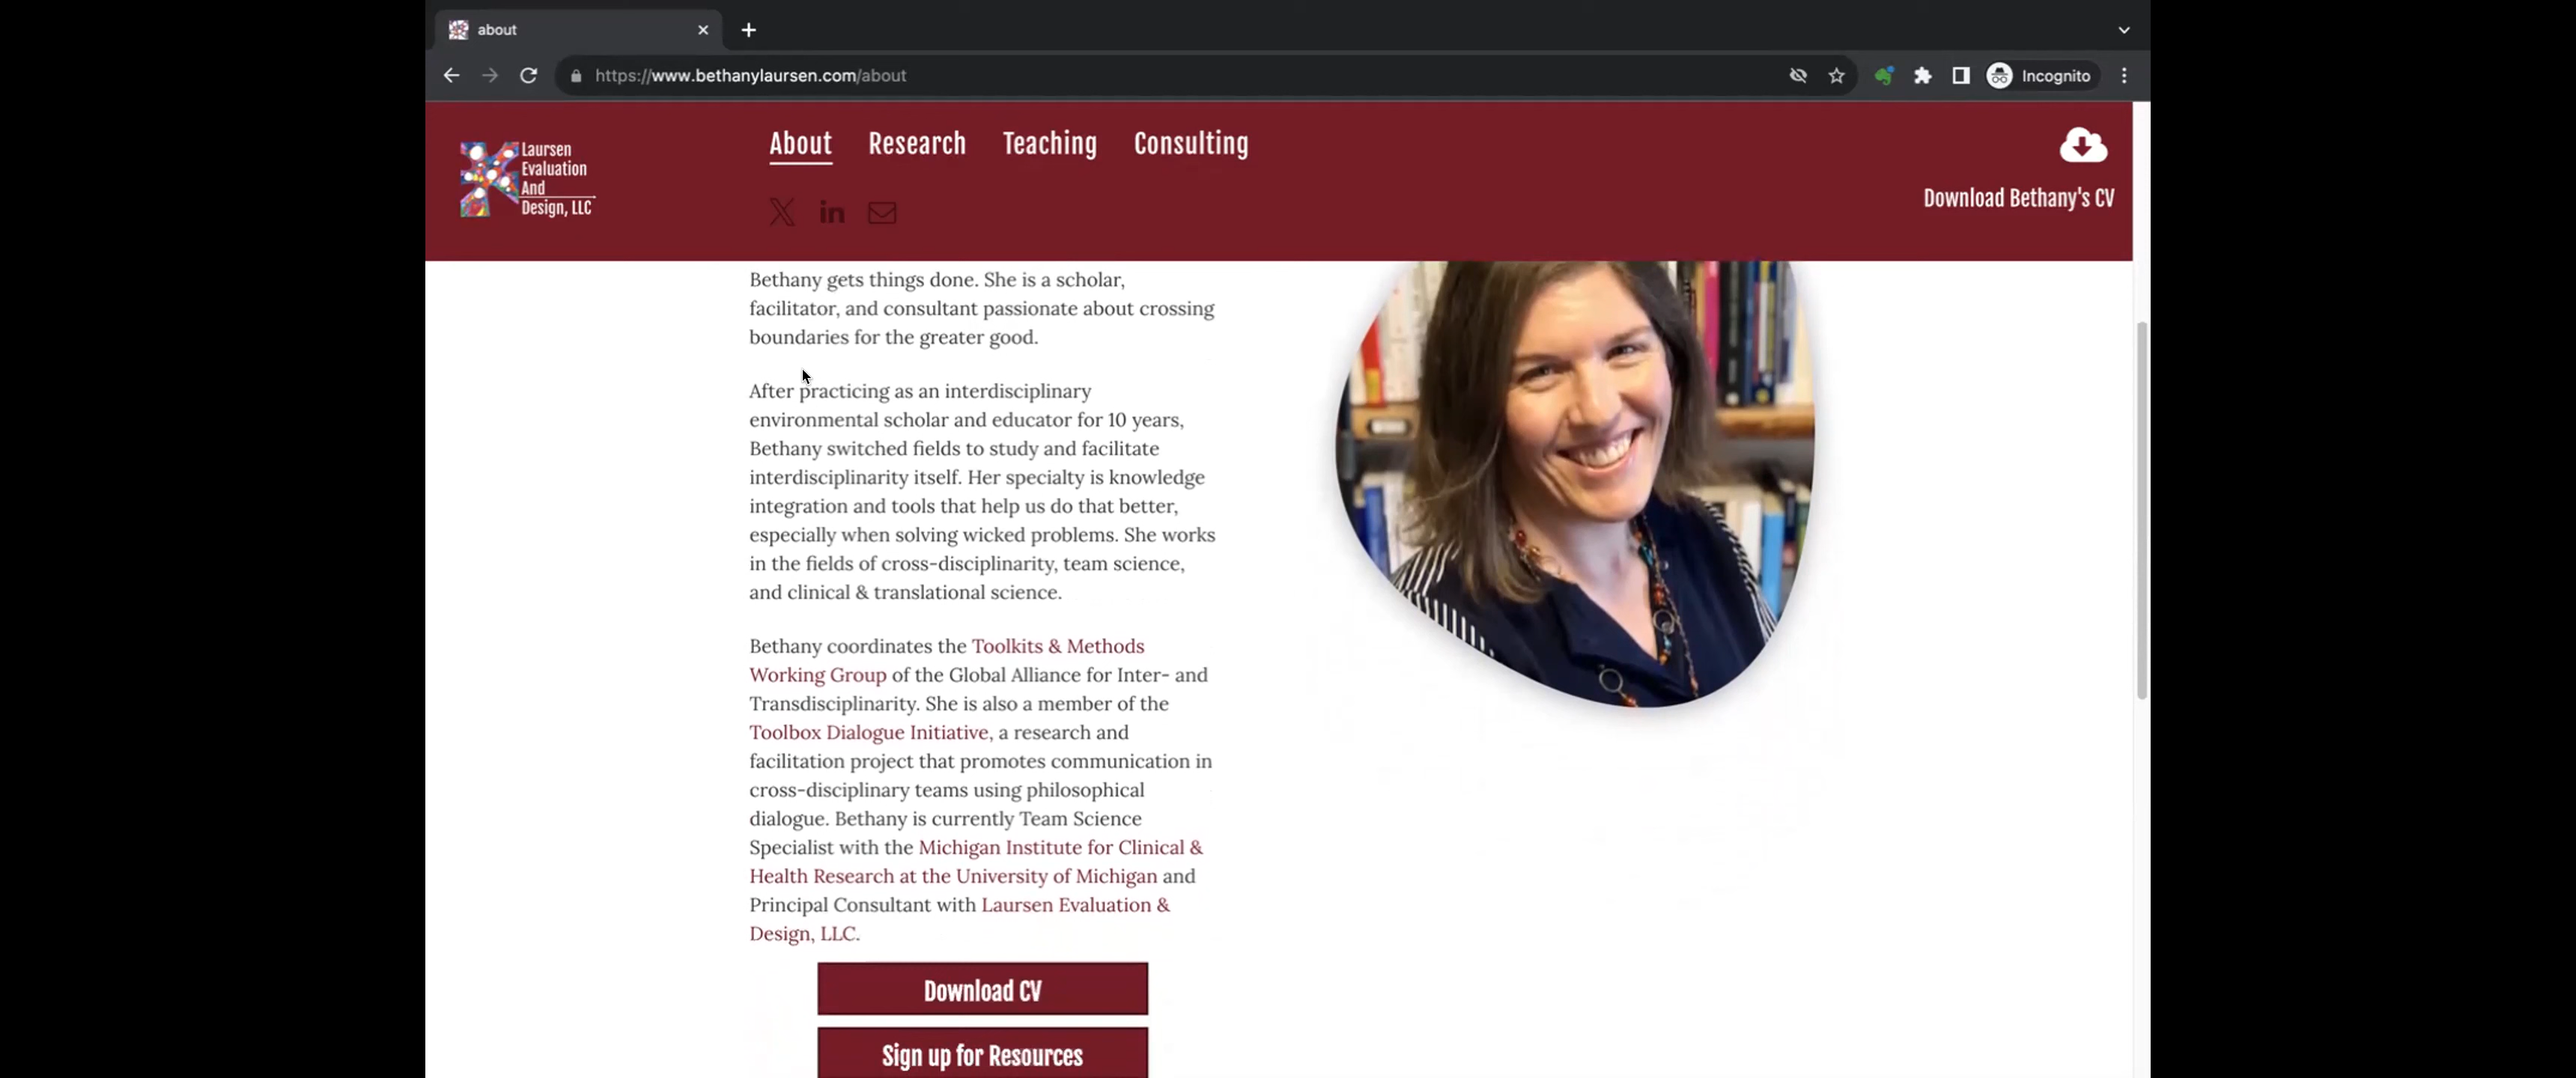 about
https://www.bethanylaursen.com/about
Incognito
Laursen
Evaluation
And
Design, LLC
About Research Teaching Consulting
Download Bethany's CV
Bethany gets things done. She is a scholar,
facilitator, and consultant passionate about crossing
boundaries for the greater good.
After practicing as an interdisciplinary
environmental scholar and educator for 10 years,
Bethany switched fields to study and facilitate
interdisciplinarity itself. Her specialty is knowledge
integration and tools that help us do that better,
especially when solving wicked problems. She works
in the fields of cross-disciplinarity, team science,
and clinical & translational science.
Bethany coordinates the Toolkits & Methods
Working Group of the Global Alliance for Inter- and
Transdisciplinarity. She is also a member of the
Toolbox Dialogue Initiative, a research and
facilitation project that promotes communication in
cross-disciplinary teams using philosophical
dialogue. Bethany is currently Team Science
Specialist with the Michigan Institute for Clinical &
Health Research at the University of Michigan and
Principal Consultant with Laursen Evaluation &
Design, LLC.
Download CV
Sign up for Resources